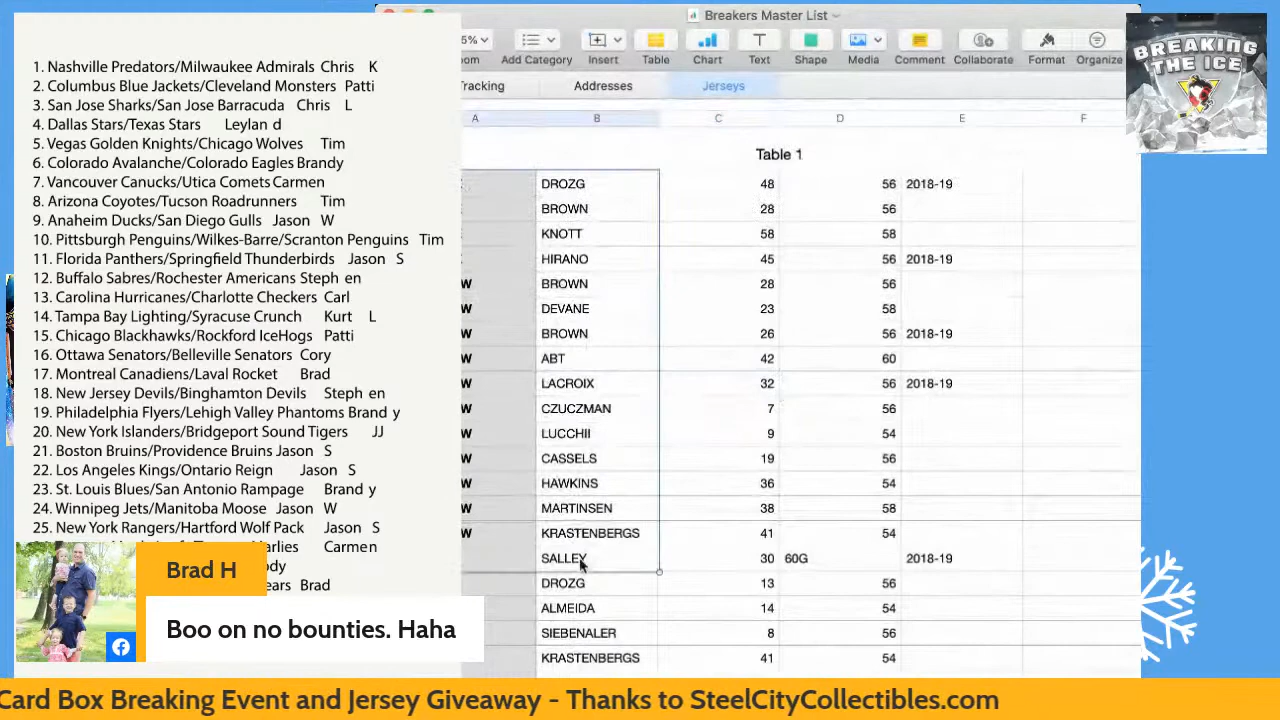 Breakers Master List
5%
oom
Add Category
Insert
Table
Chart
Text
Shape
Media
Comment
Collaborate
Format
Organize
racking
Addresses
Jerseys
A B C D E F
Table 1
DROZG 48 56 2018-19
BROWN 28 56
KNOTT 58 58
HIRANO 45 56 2018-19
W BROWN 28 56
W DEVANE 23 58
W BROWN 26 56 2018-19
W ABT 42 60
W LACROIX 32 56 2018-19
W CZUCZMAN 7 56
W LUCCHII 9 54
W CASSELS 19 56
W HAWKINS 36 54
W MARTINSEN 38 58
W KRASTENBERGS 41 54
SALLEY 30 60G 2018-19
DROZG 13 56
ALMEIDA 14 54
SIEBENALER 8 56
KRASTENBERGS 41 54
1. Nashville Predators/Milwaukee Admirals Chris K
2. Columbus Blue Jackets/Cleveland Monsters Patti
3. San Jose Sharks/San Jose Barracuda Chris L
4. Dallas Stars/Texas Stars Leylan d
5. Vegas Golden Knights/Chicago Wolves Tim
6. Colorado Avalanche/Colorado Eagles Brandy
7. Vancouver Canucks/Utica Comets Carmen
8. Arizona Coyotes/Tucson Roadrunners Tim
9. Anaheim Ducks/San Diego Gulls Jason W
10. Pittsburgh Penguins/Wilkes-Barre/Scranton Penguins Tim
11. Florida Panthers/Springfield Thunderbirds Jason S
12. Buffalo Sabres/Rochester Americans Steph en
13. Carolina Hurricanes/Charlotte Checkers Carl
14. Tampa Bay Lighting/Syracuse Crunch Kurt L
15. Chicago Blackhawks/Rockford IceHogs Patti
16. Ottawa Senators/Belleville Senators Cory
17. Montreal Canadiens/Laval Rocket Brad
18. New Jersey Devils/Binghamton Devils Steph en
19. Philadelphia Flyers/Lehigh Valley Phantoms Brand y
20. New York Islanders/Bridgeport Sound Tigers JJ
21. Boston Bruins/Providence Bruins Jason S
22. Los Angeles Kings/Ontario Reign Jason S
23. St. Louis Blues/San Antonio Rampage Brand y
24. Winnipeg Jets/Manitoba Moose Jason W
25. New York Rangers/Hartford Wolf Pack Jason S
arlies Carmen
ody
ears Brad
Brad H
Boo on no bounties. Haha
BREAKING
THE ICE
Card Box Breaking Event and Jersey Giveaway - Thanks to SteelCityCollectibles.com